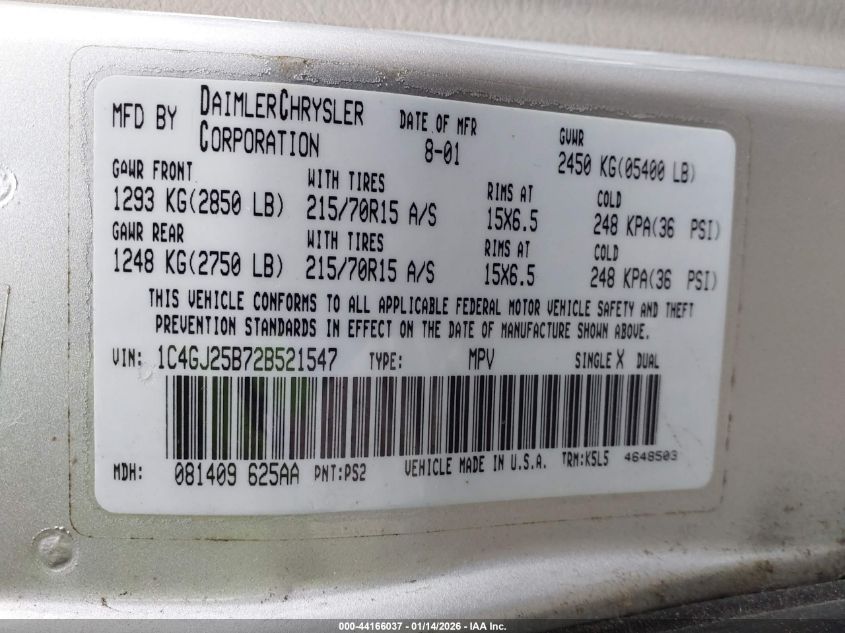 MFD BY DAIMLERCHRYSLER CORPORATION DATE OF MFR 8-01 GVWR 2450 KG(05400 LB)
GAWR FRONT WITH TIRES RIMS AT COLD
1293 KG(2850 LB) 215/70R15 A/S 15X6.5 248 KPA(36 PSI)
GAWR REAR WITH TIRES RIMS AT COLD
1248 KG(2750 LB) 215/70R15 A/S 15X6.5 248 KPA(36 PSI)
THIS VEHICLE CONFORMS TO ALL APPLICABLE FEDERAL MOTOR VEHICLE SAFETY AND THEFT
PREVENTION STANDARDS IN EFFECT ON THE DATE OF MANUFACTURE SHOWN ABOVE.
VIN: 1C4GJ25B72B521547 TYPE: MPV SINGLE X DUAL
MDH: 081409 625AA PNT:PS2 VEHICLE MADE IN U.S.A. TRM:K5L5 4648503
000-44166037 - 01/14/2026 - IAA Inc.